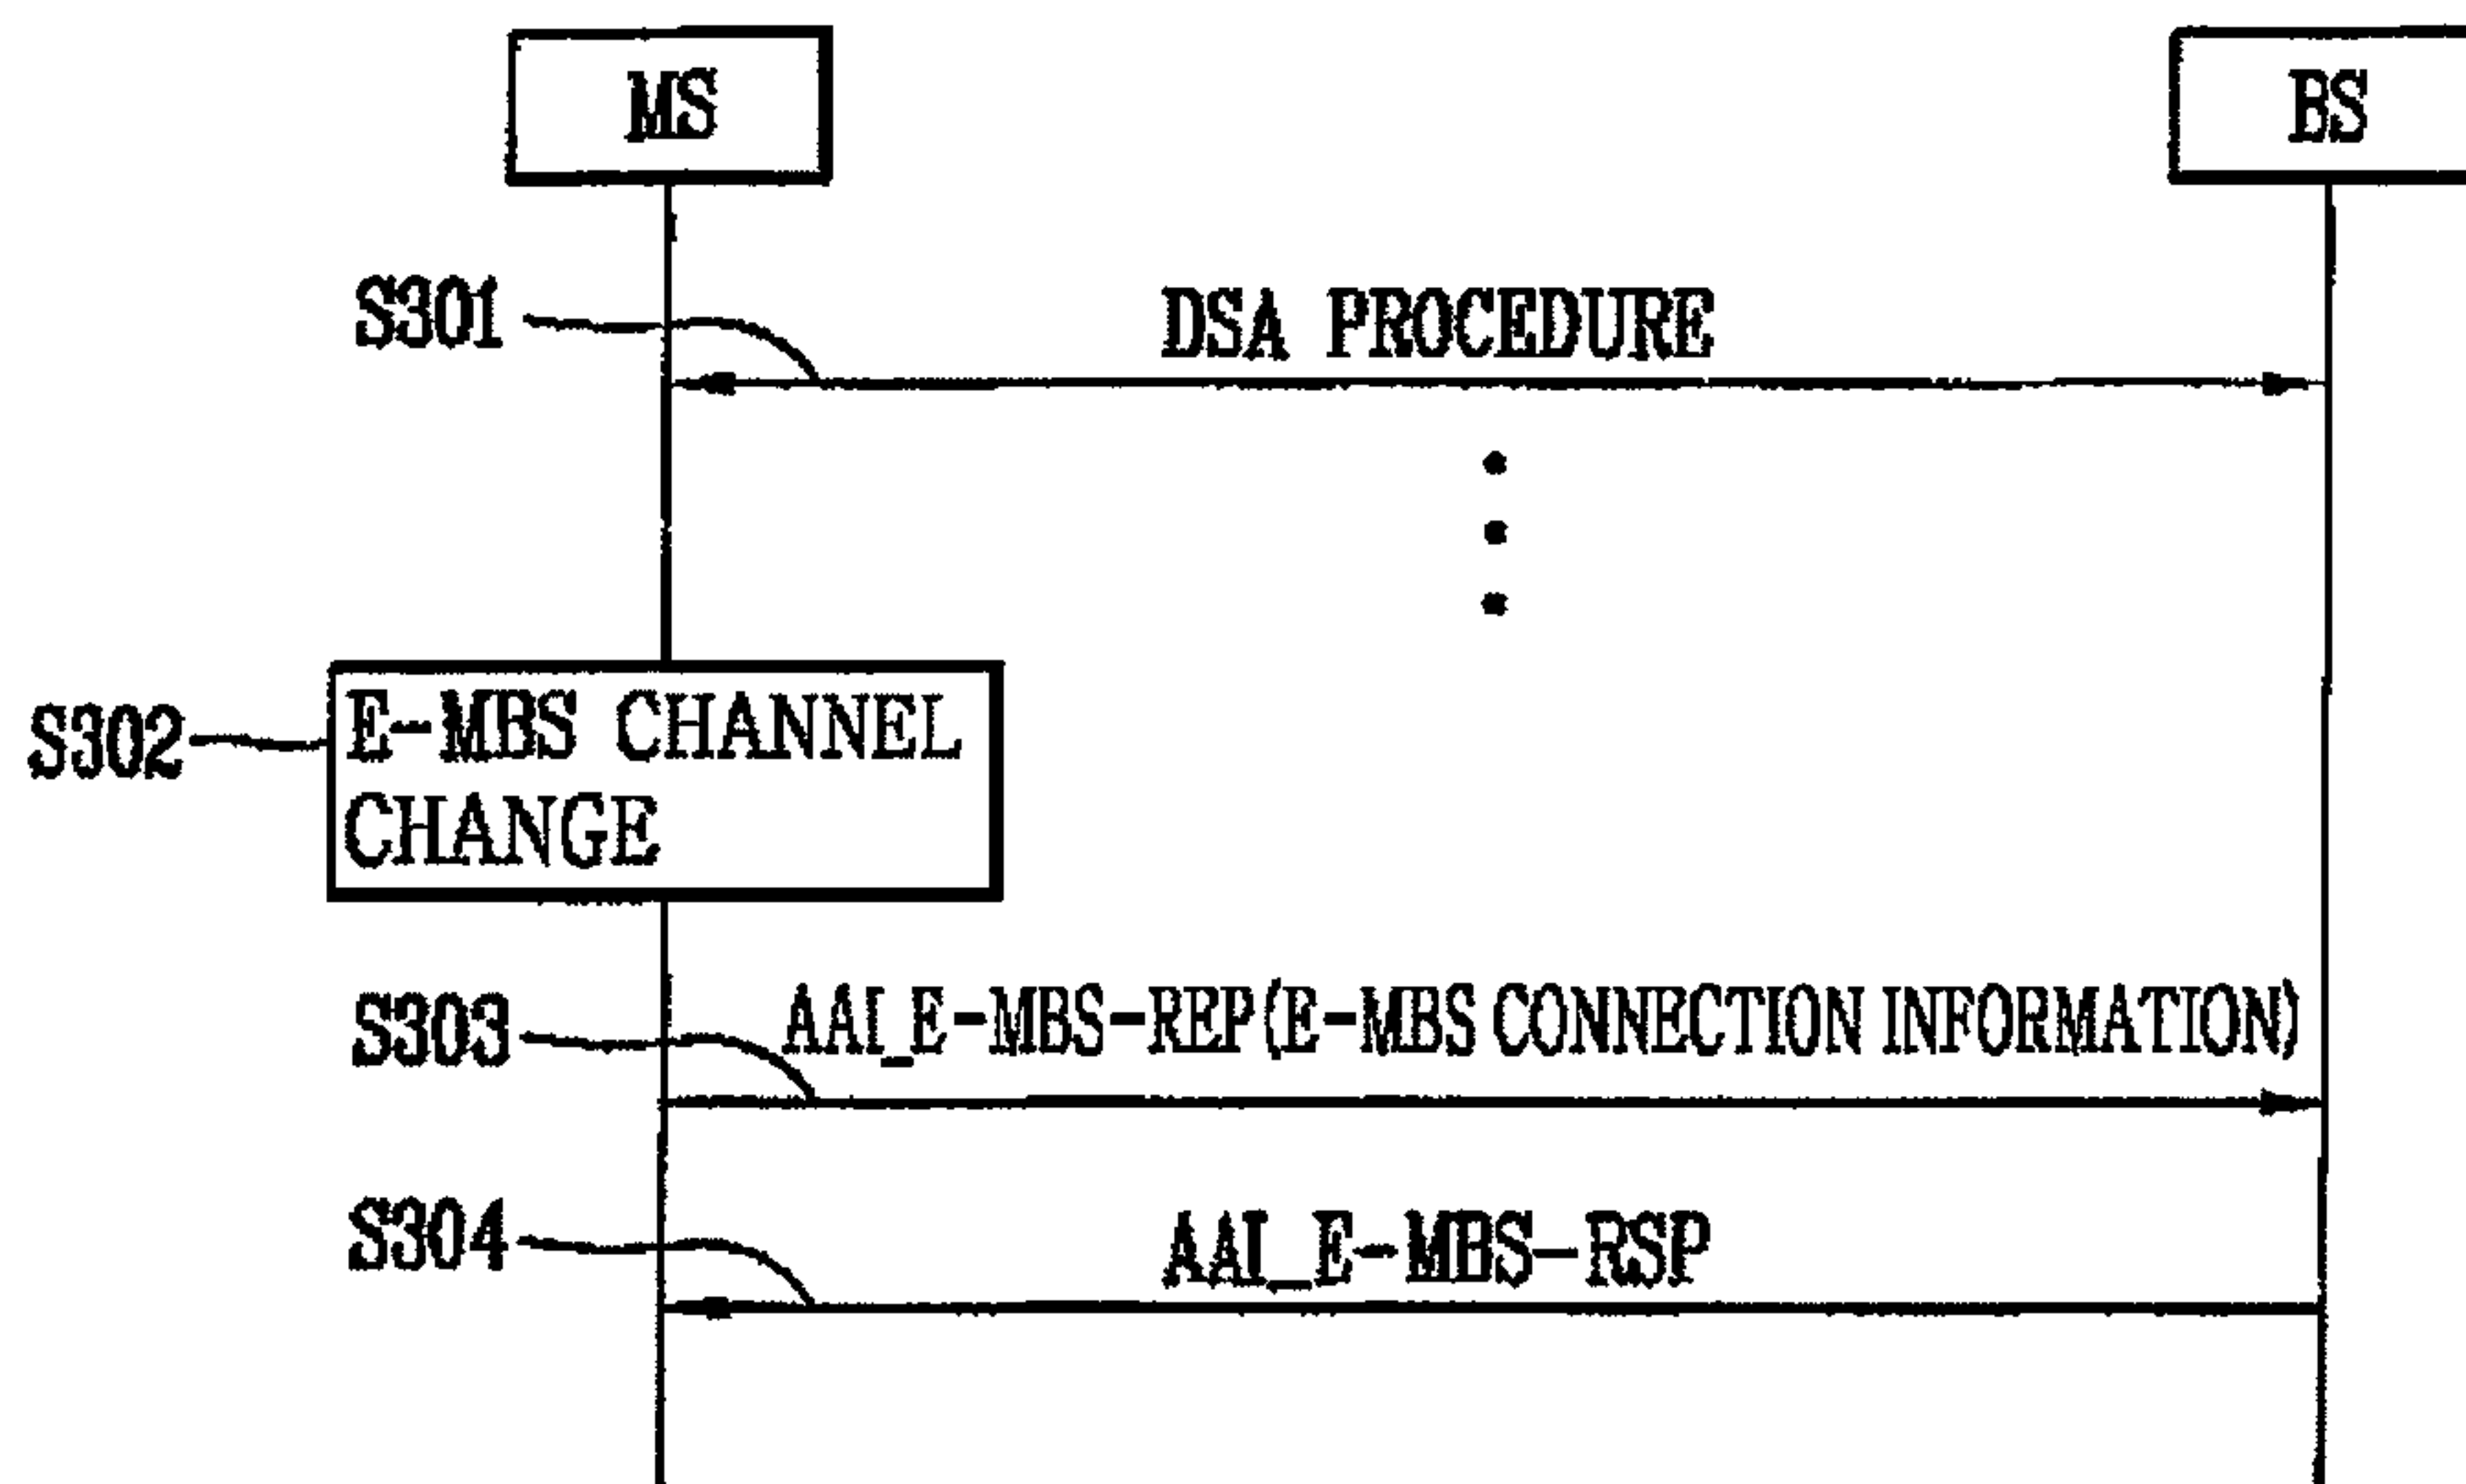 MS
BS
S301
DSA PROCEDURE
S302
E-MBS CHANNEL
CHANGE
S303
AAI_E-MBS-REP(E-MBS CONNECTION INFORMATION)
S304
AAI_E-MBS-RSP